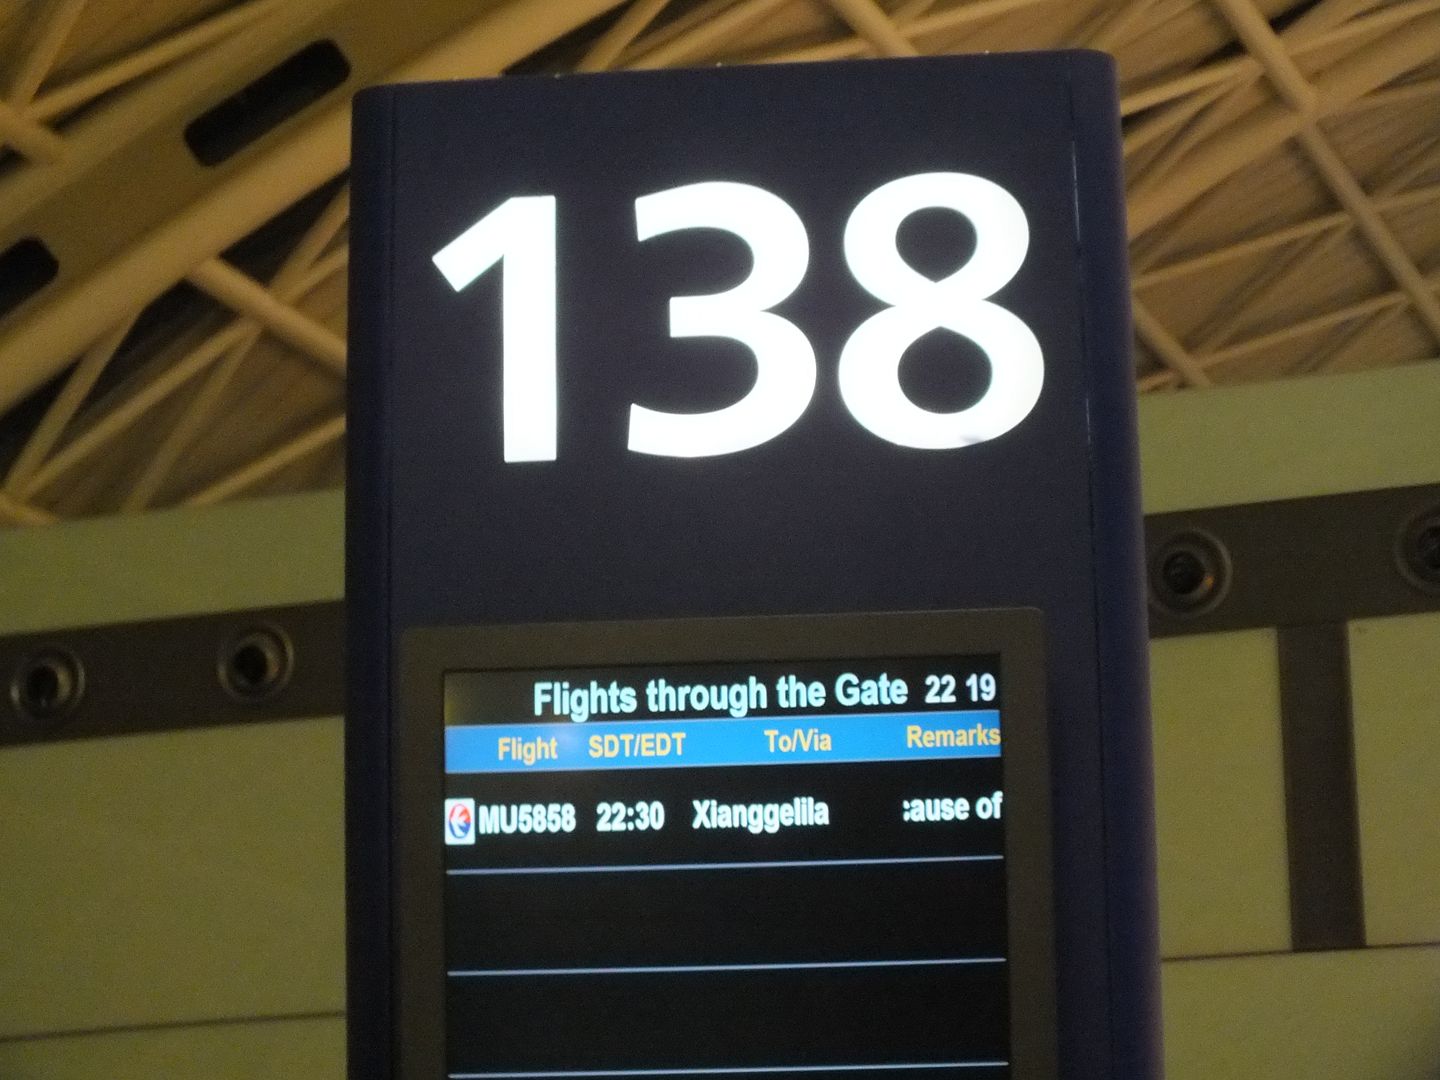 138
Flights through the Gate 22 19
Flight SDT/EDT To/Via Remarks
MU5858 22:30 Xianggelila ause of